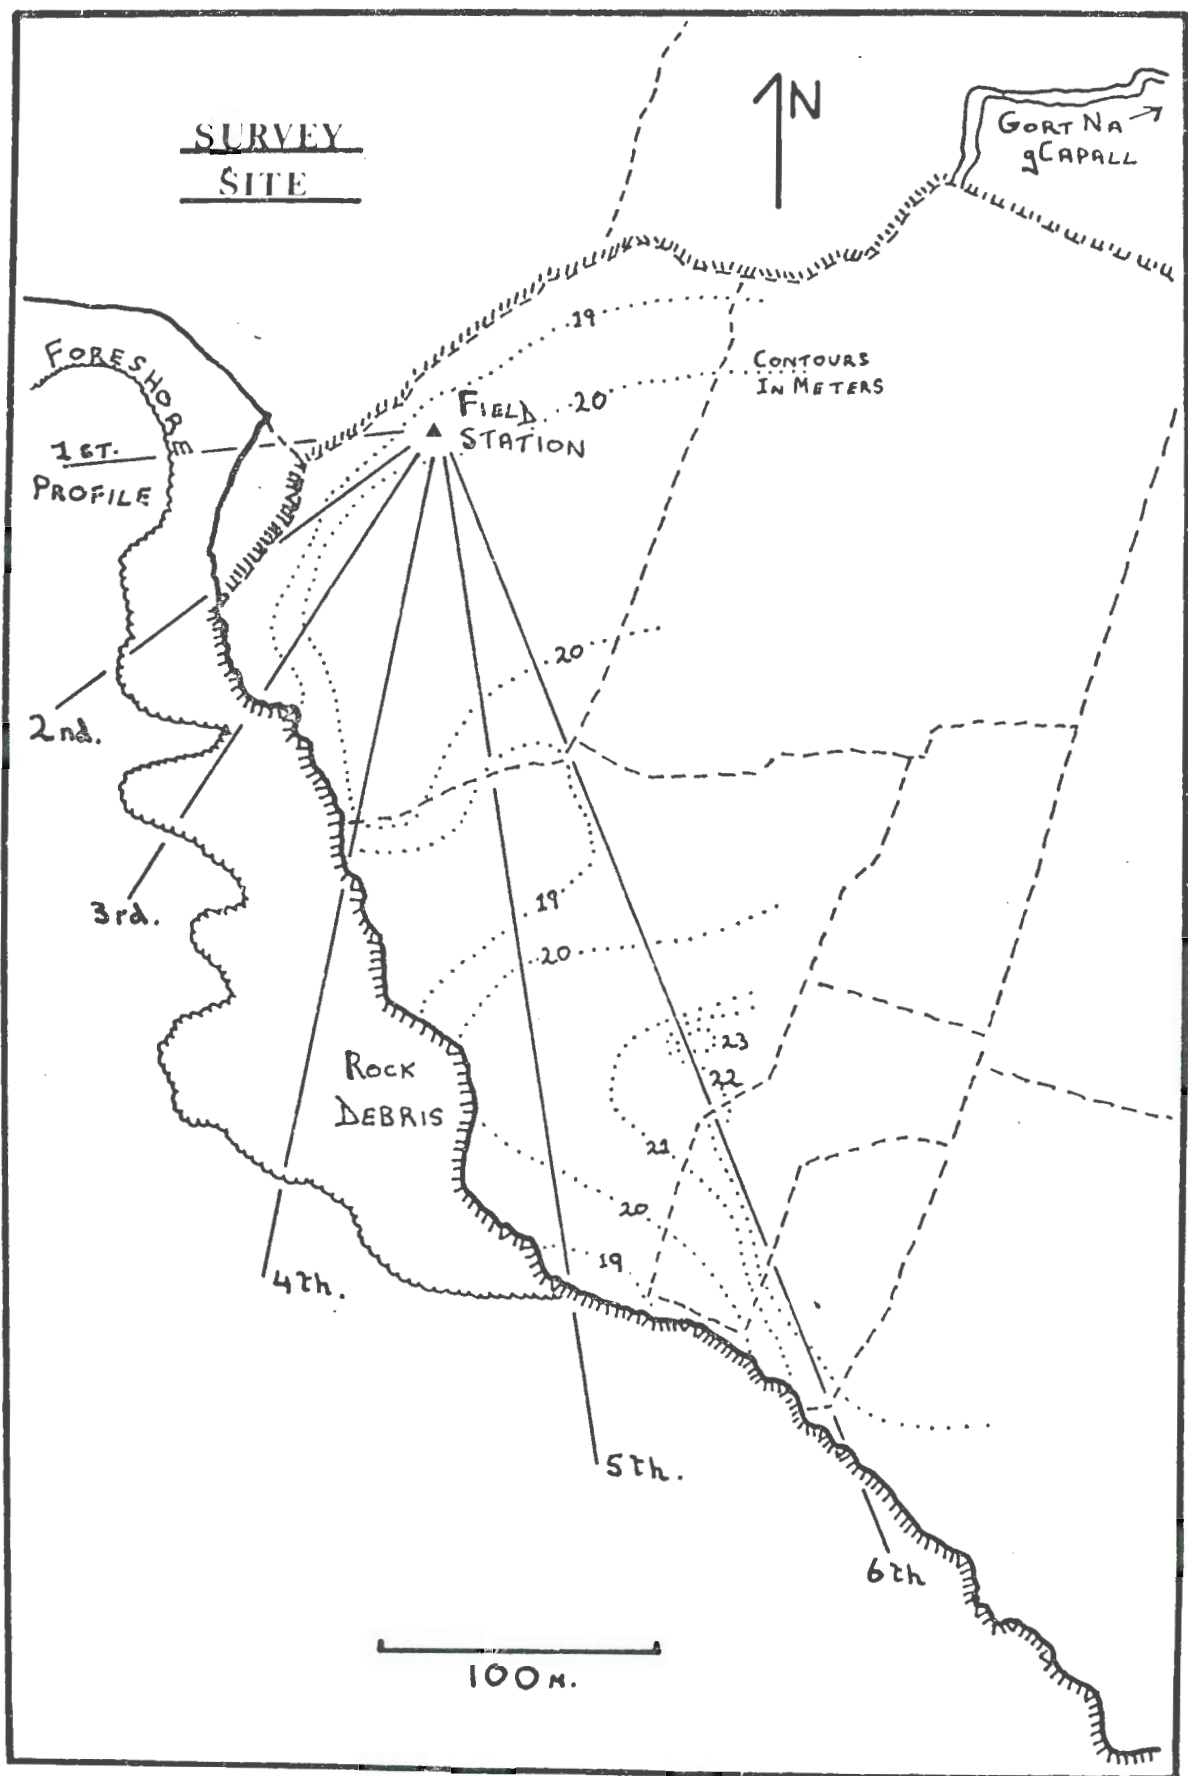 SURVEY
SITE
N
GORT NA
gCAPALL
19
CONTOURS
IN METERS
20
FIELD
STATION
FORESHORE
1ST.
PROFILE
20
2nd.
19
3rd.
20
23
22
ROCK
DEBRIS
21
20
19
4th.
5th.
6th
100 M.